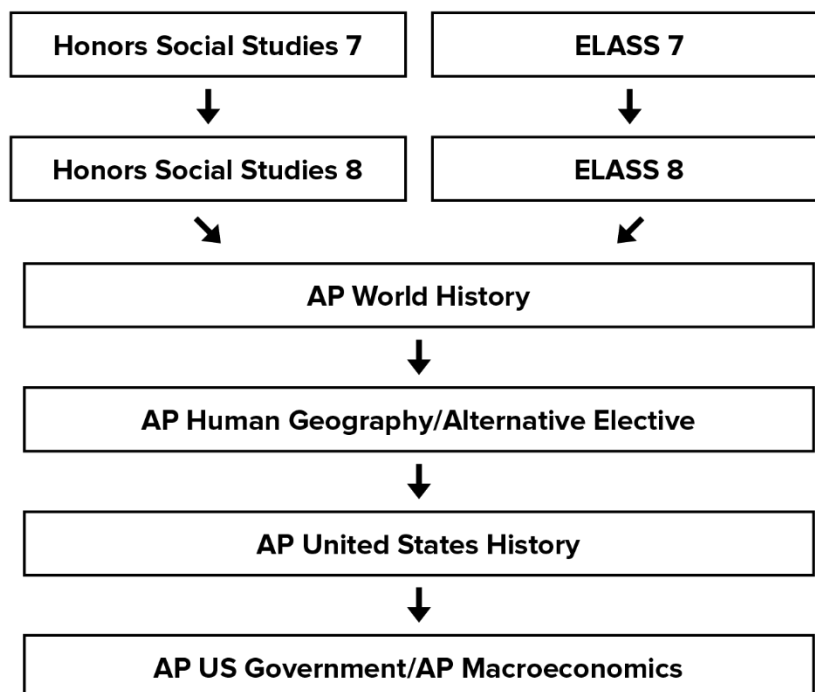 Honors Social Studies 7
ELASS 7
Honors Social Studies 8
ELASS 8
AP World History
AP Human Geography/Alternative Elective
AP United States History
AP US Government/AP Macroeconomics